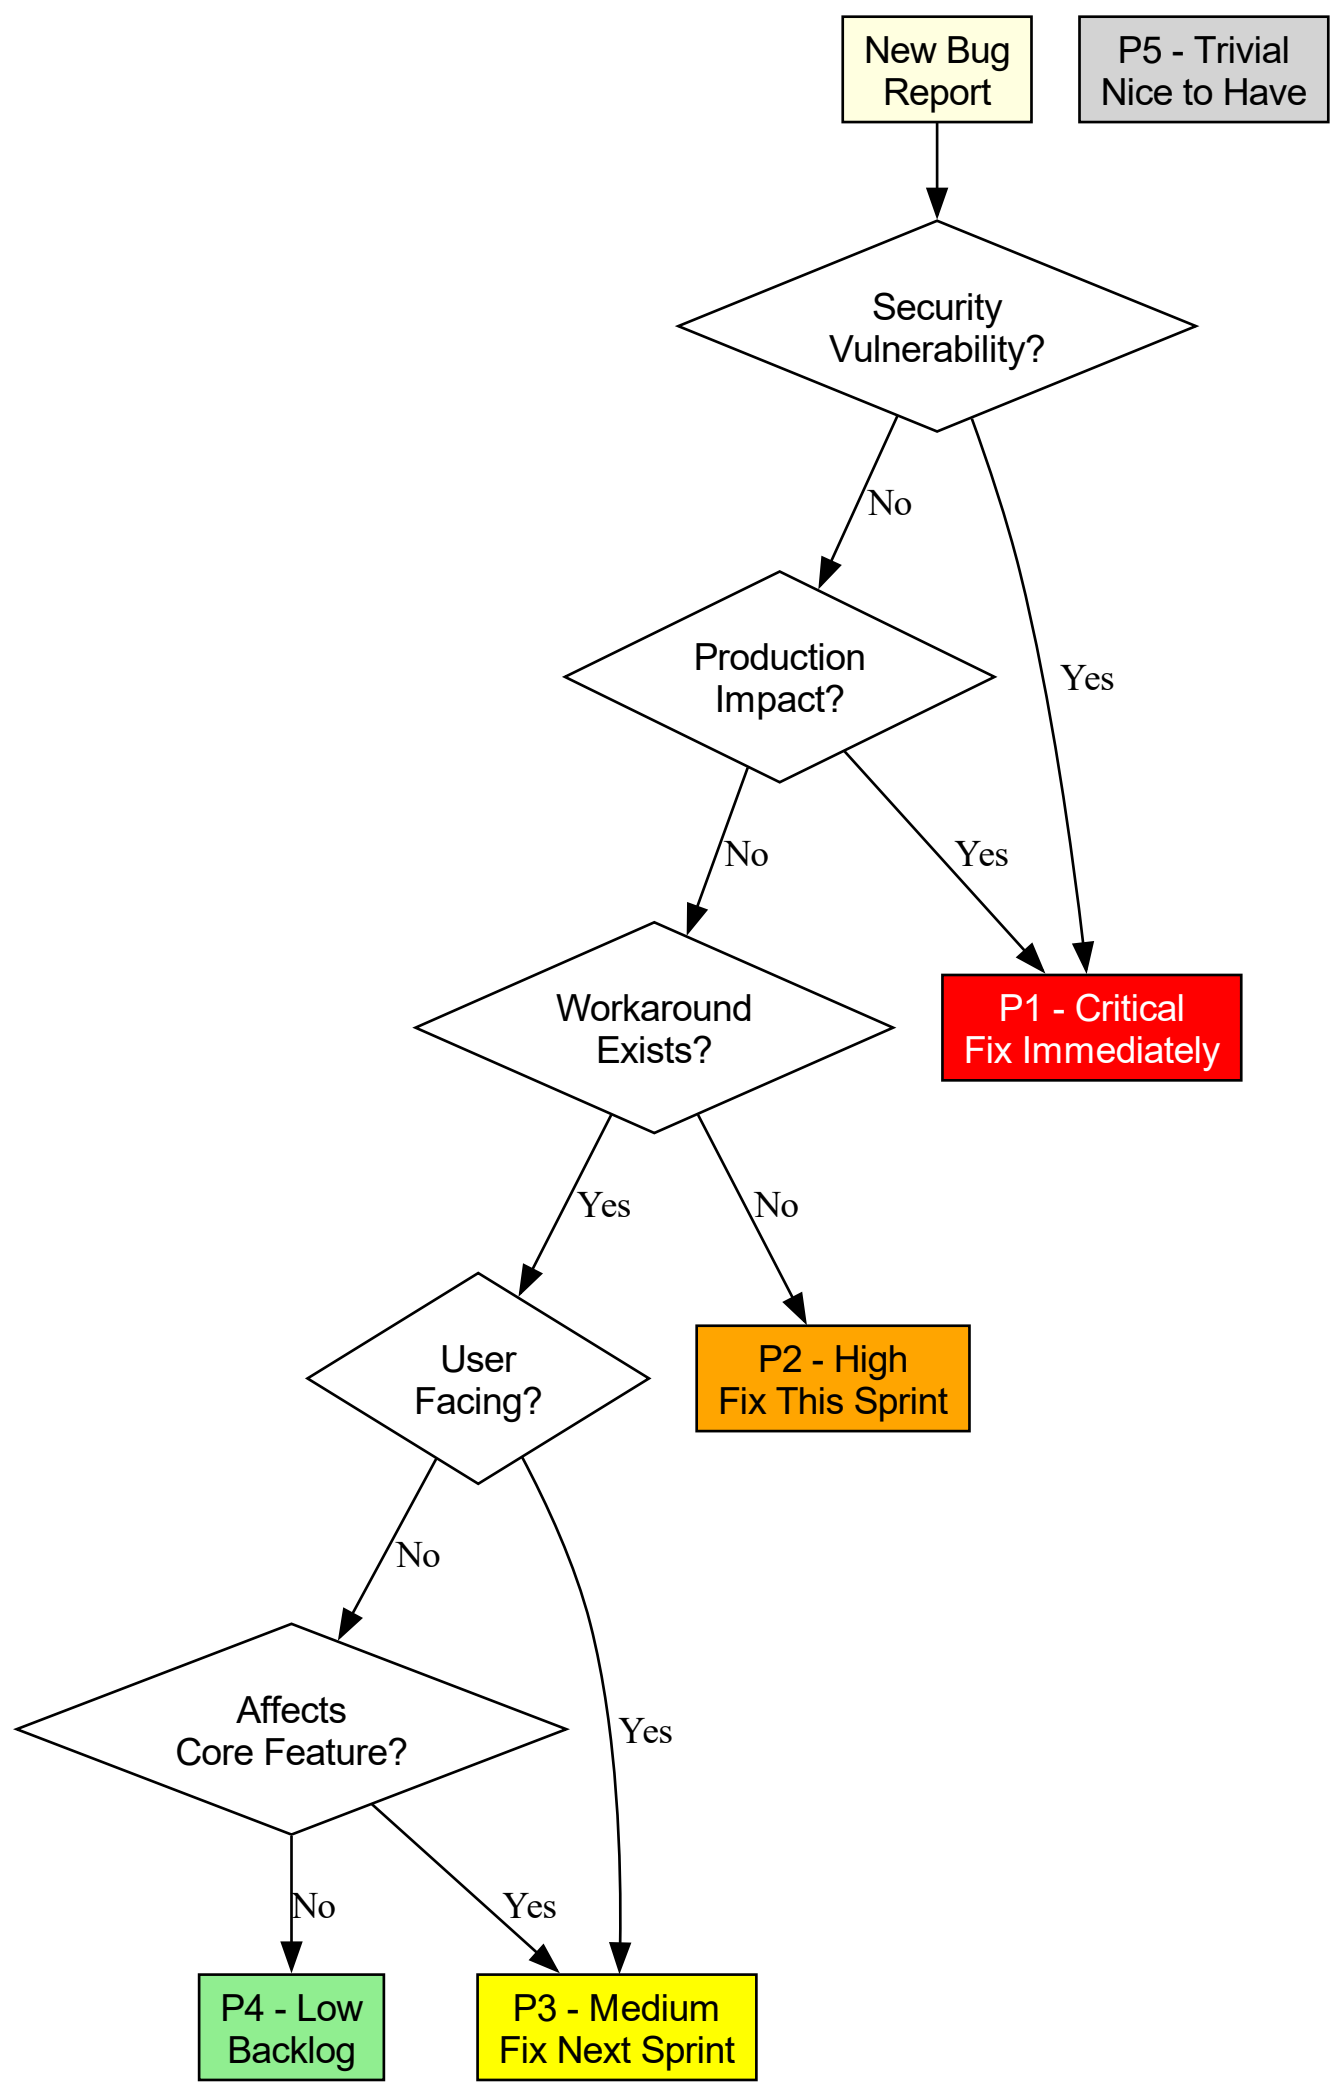 New Bug
Report
P5 - Trivial
Nice to Have
Security
Vulnerability?
No
Production
Impact?
Yes
No
Yes
Workaround
Exists?
P1 - Critical
Fix Immediately
Yes
No
User
Facing?
P2 - High
Fix This Sprint
No
Affects
Core Feature?
Yes
No
Yes
P4 - Low
Backlog
P3 - Medium
Fix Next Sprint